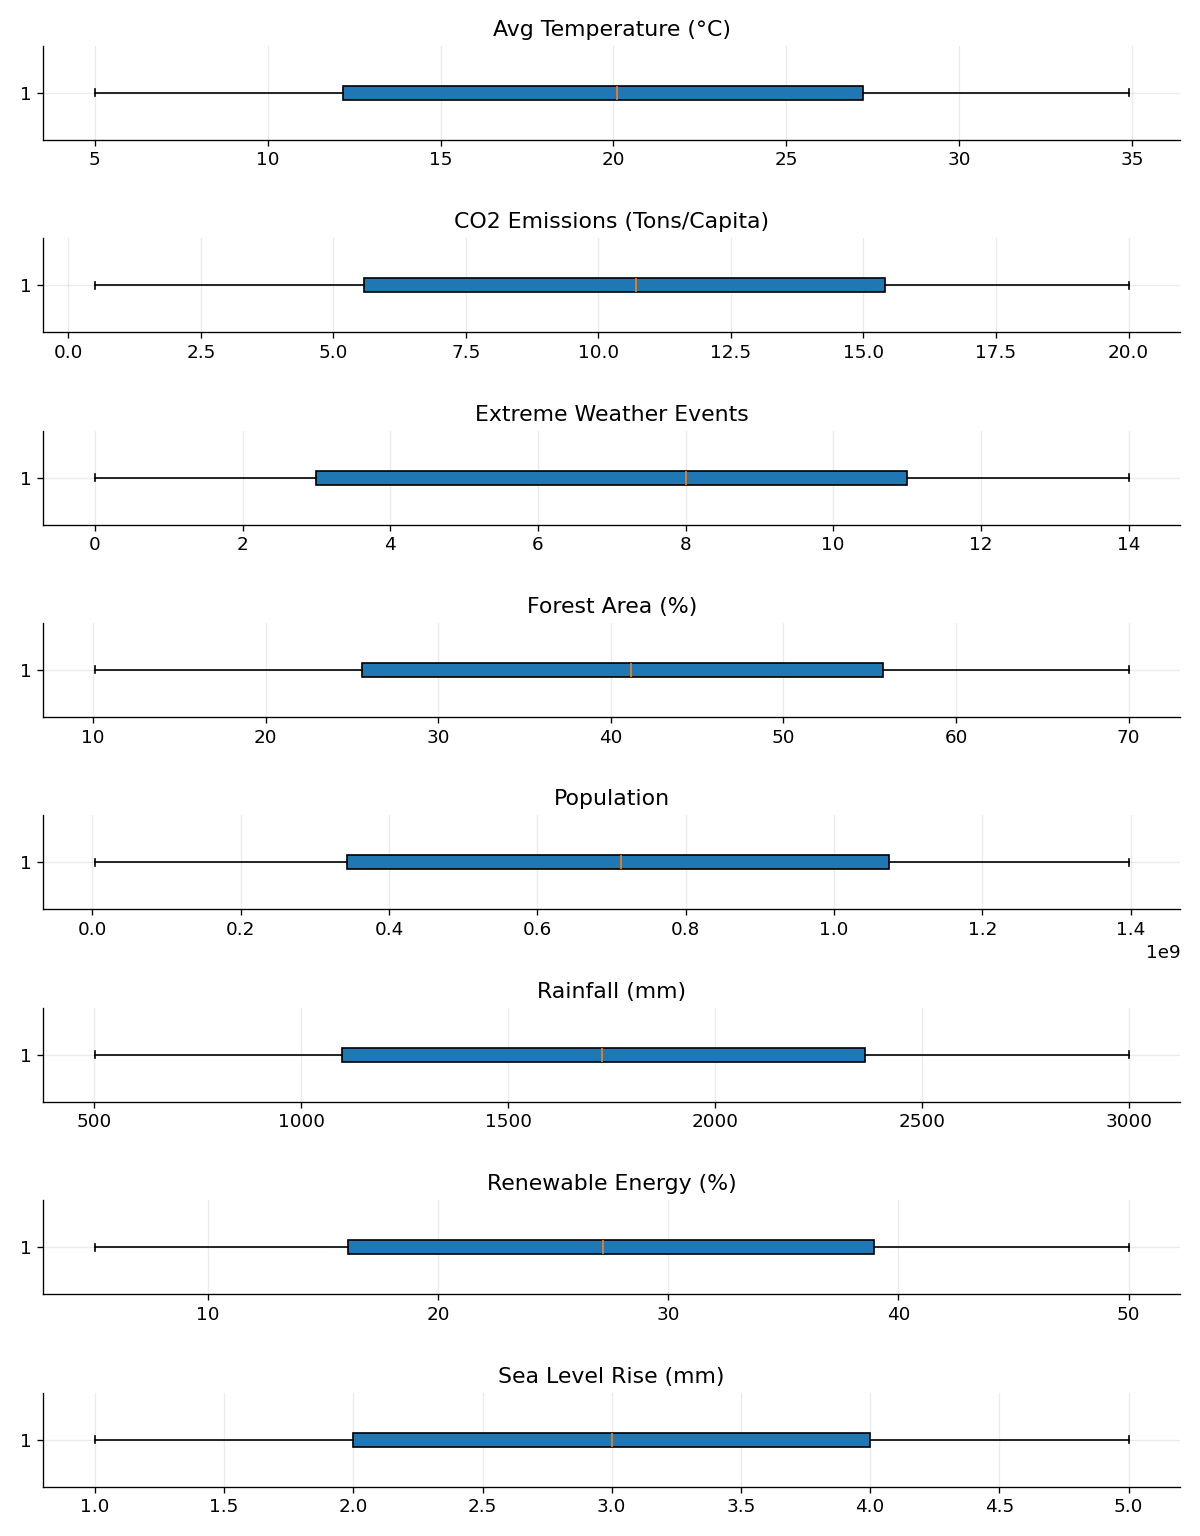 Avg Temperature (°C)
1
5 10 15 20 25 30 35
CO2 Emissions (Tons/Capita)
1
0.0 2.5 5.0 7.5 10.0 12.5 15.0 17.5 20.0
Extreme Weather Events
1
0 2 4 6 8 10 12 14
Forest Area (%)
1
10 20 30 40 50 60 70
Population
1
0.0 0.2 0.4 0.6 0.8 1.0 1.2 1.4
1e9
Rainfall (mm)
1
500 1000 1500 2000 2500 3000
Renewable Energy (%)
1
10 20 30 40 50
Sea Level Rise (mm)
1
1.0 1.5 2.0 2.5 3.0 3.5 4.0 4.5 5.0